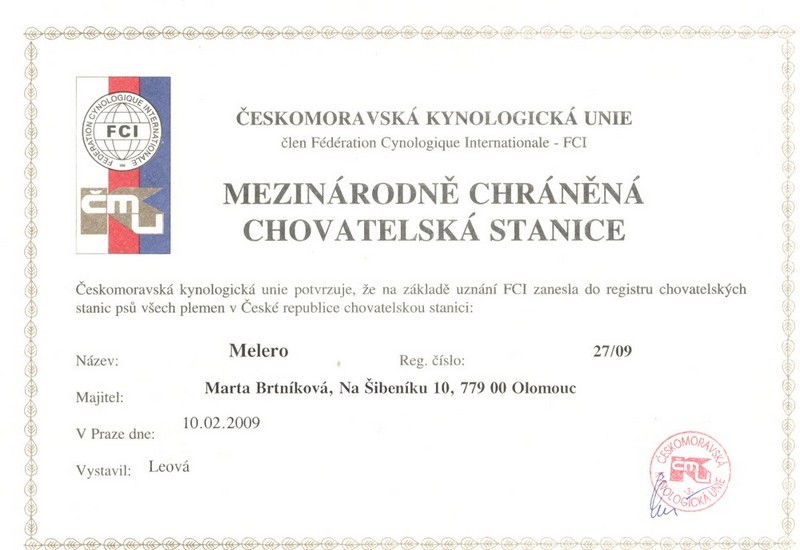 FEDERATION CYNOLOGIQUE INTERNATIONALE
FCI
ČMKU
ČESKOMORAVSKÁ KYNOLOGICKÁ UNIE
člen Fédération Cynologique Internationale - FCI
MEZINÁRODNĚ CHRÁNĚNÁ
CHOVATELSKÁ STANICE
Českomoravská kynologická unie potvrzuje, že na základě uznání FCI zanesla do registru chovatelských
stanic psů všech plemen v České republice chovatelskou stanici:
Název: Melero Reg. číslo: 27/09
Majitel: Marta Brtníková, Na Šibeníku 10, 779 00 Olomouc
V Praze dne: 10.02.2009
Vystavil: Leová
ČESKOMORAVSKÁ
KYNOLOGICKÁ UNIE
ČMKU